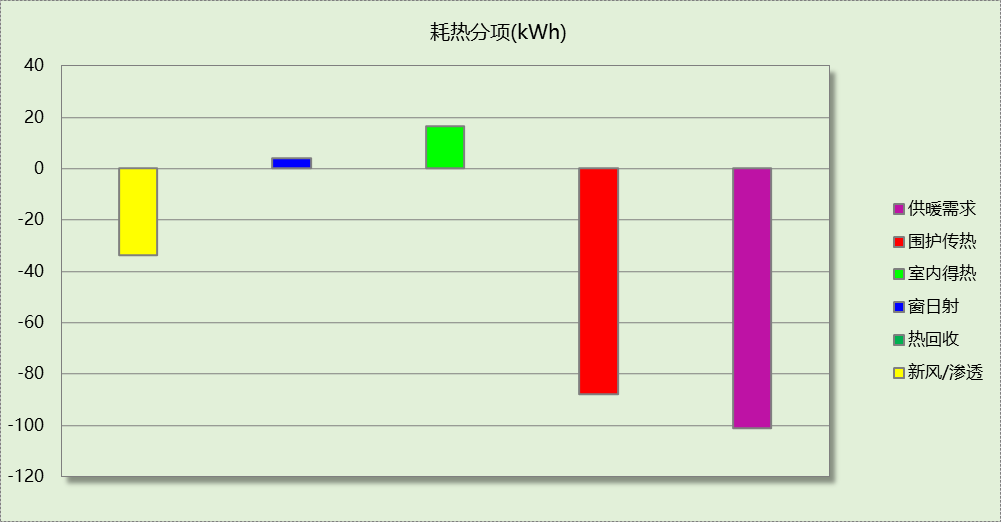 耗热分项(kWh)
40
20
0
-20
-40
-60
-80
-100
-120
供暖需求
围护传热
室内得热
窗日射
热回收
新风/渗透